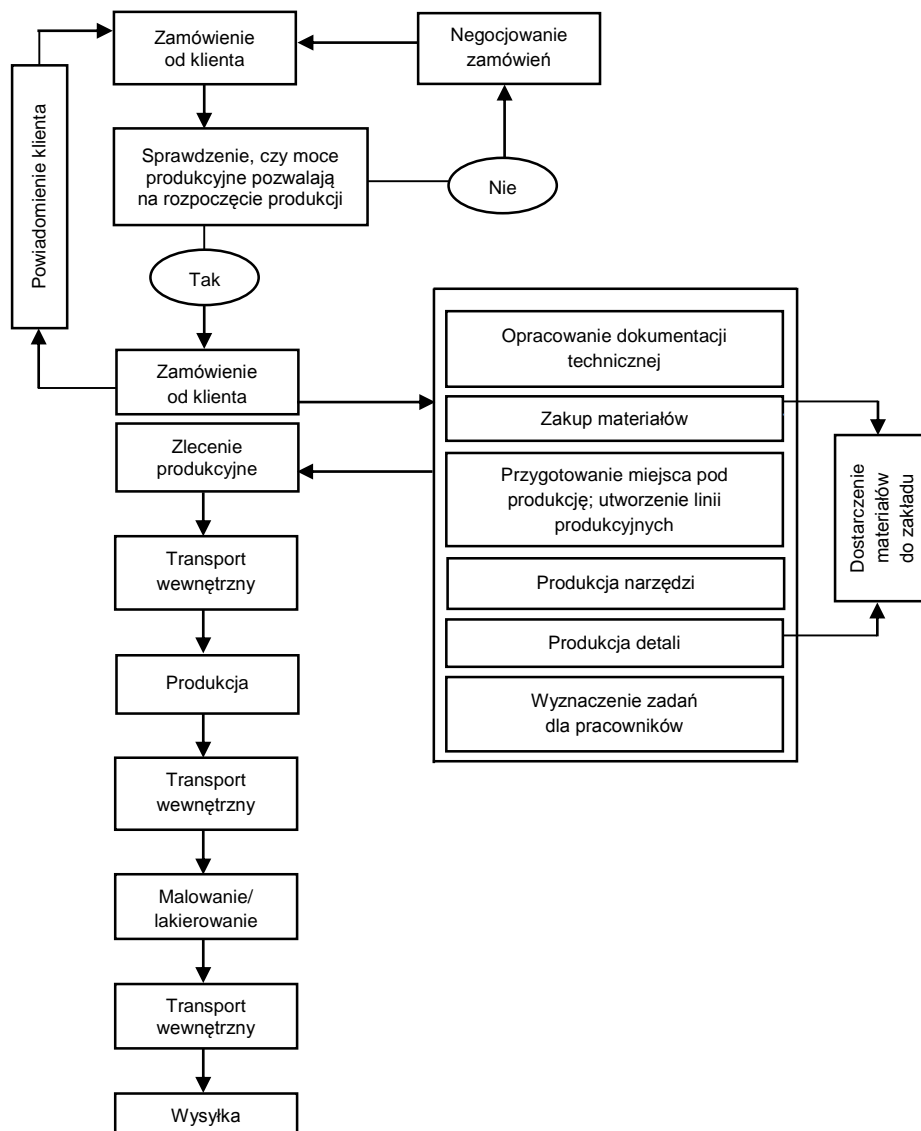 Zamówienie
od klienta
Negocjowanie
zamówień
Powiadomienie klienta
Sprawdzenie, czy moce
produkcyjne pozwalają
na rozpoczęcie produkcji
Nie
Tak
Zamówienie
od klienta
Opracowanie dokumentacji
technicznej
Zakup materiałów
Zlecenie
produkcyjne
Przygotowanie miejsca pod
produkcję; utworzenie linii
produkcyjnych
Dostarczenie
materiałów
do zakładu
Transport
wewnętrzny
Produkcja narzędzi
Produkcja detali
Produkcja
Wyznaczenie zadań
dla pracowników
Transport
wewnętrzny
Malowanie/
lakierowanie
Transport
wewnętrzny
Wysyłka